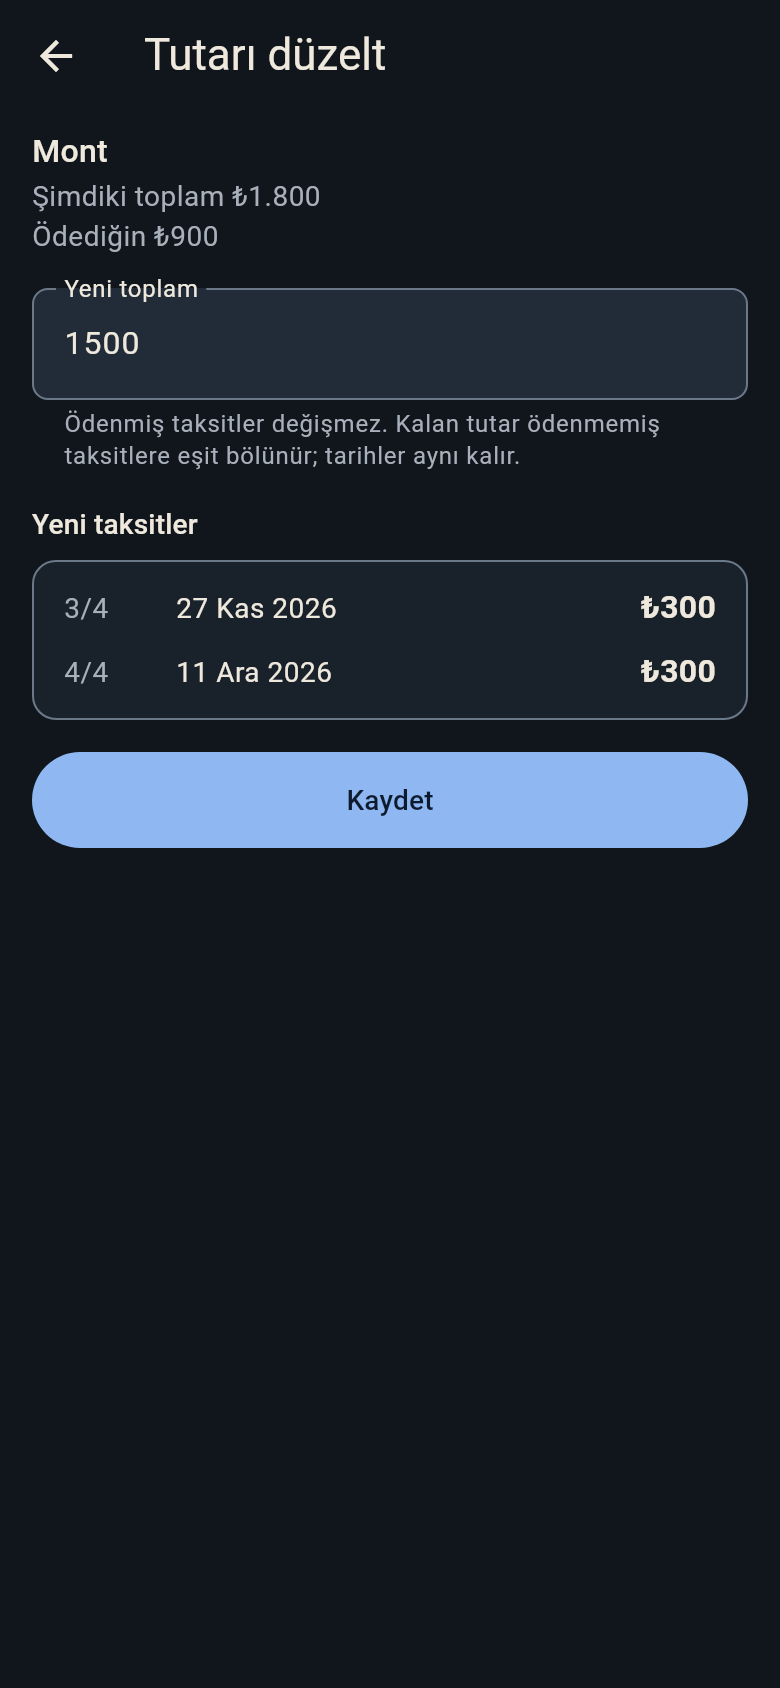 Tutarı düzelt
Mont
Şimdiki toplam ₺1.800
Ödediğin ₺900
Yeni toplam
1500
Ödenmiş taksitler değişmez. Kalan tutar ödenmemiş
taksitlere eşit bölünür; tarihler aynı kalır.
Yeni taksitler
3/4 27 Kas 2026 ₺300
4/4 11 Ara 2026 ₺300
Kaydet